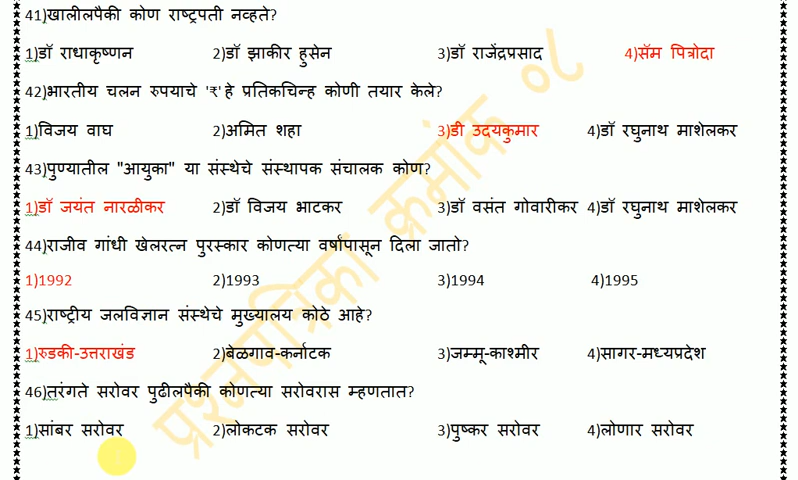 41)खालीलपैकी कोण राष्ट्रपती नव्हते?
1)डॉ राधाकृष्णन 2)डॉ झाकीर हुसेन 3)डॉ राजेंद्रप्रसाद 4)सॅम पित्रोदा
42)भारतीय चलन रुपयाचे '₹'हे प्रतिकचिन्ह कोणी तयार केले?
1)विजय वाघ 2)अमित शहा 3)डी उदयकुमार 4)डॉ रघुनाथ माशेलकर
43)पुण्यातील "आयुका" या संस्थेचे संस्थापक संचालक कोण?
1)डॉ जयंत नारळीकर 2)डॉ विजय भाटकर 3)डॉ वसंत गोवारीकर 4)डॉ रघुनाथ माशेलकर
44)राजीव गांधी खेलरत्न पुरस्कार कोणत्या वर्षांपासून दिला जातो?
1)1992 2)1993 3)1994 4)1995
45)राष्ट्रीय जलविज्ञान संस्थेचे मुख्यालय कोठे आहे?
1)रुडकी-उत्तराखंड 2)बेळगाव-कर्नाटक 3)जम्मू-काश्मीर 4)सागर-मध्यप्रदेश
46)तरंगते सरोवर पुढीलपैकी कोणत्या सरोवरास म्हणतात?
1)सांबर सरोवर 2)लोकटक सरोवर 3)पुष्कर सरोवर 4)लोणार सरोवर
प्रश्नपत्रिका क्रमांक ०८